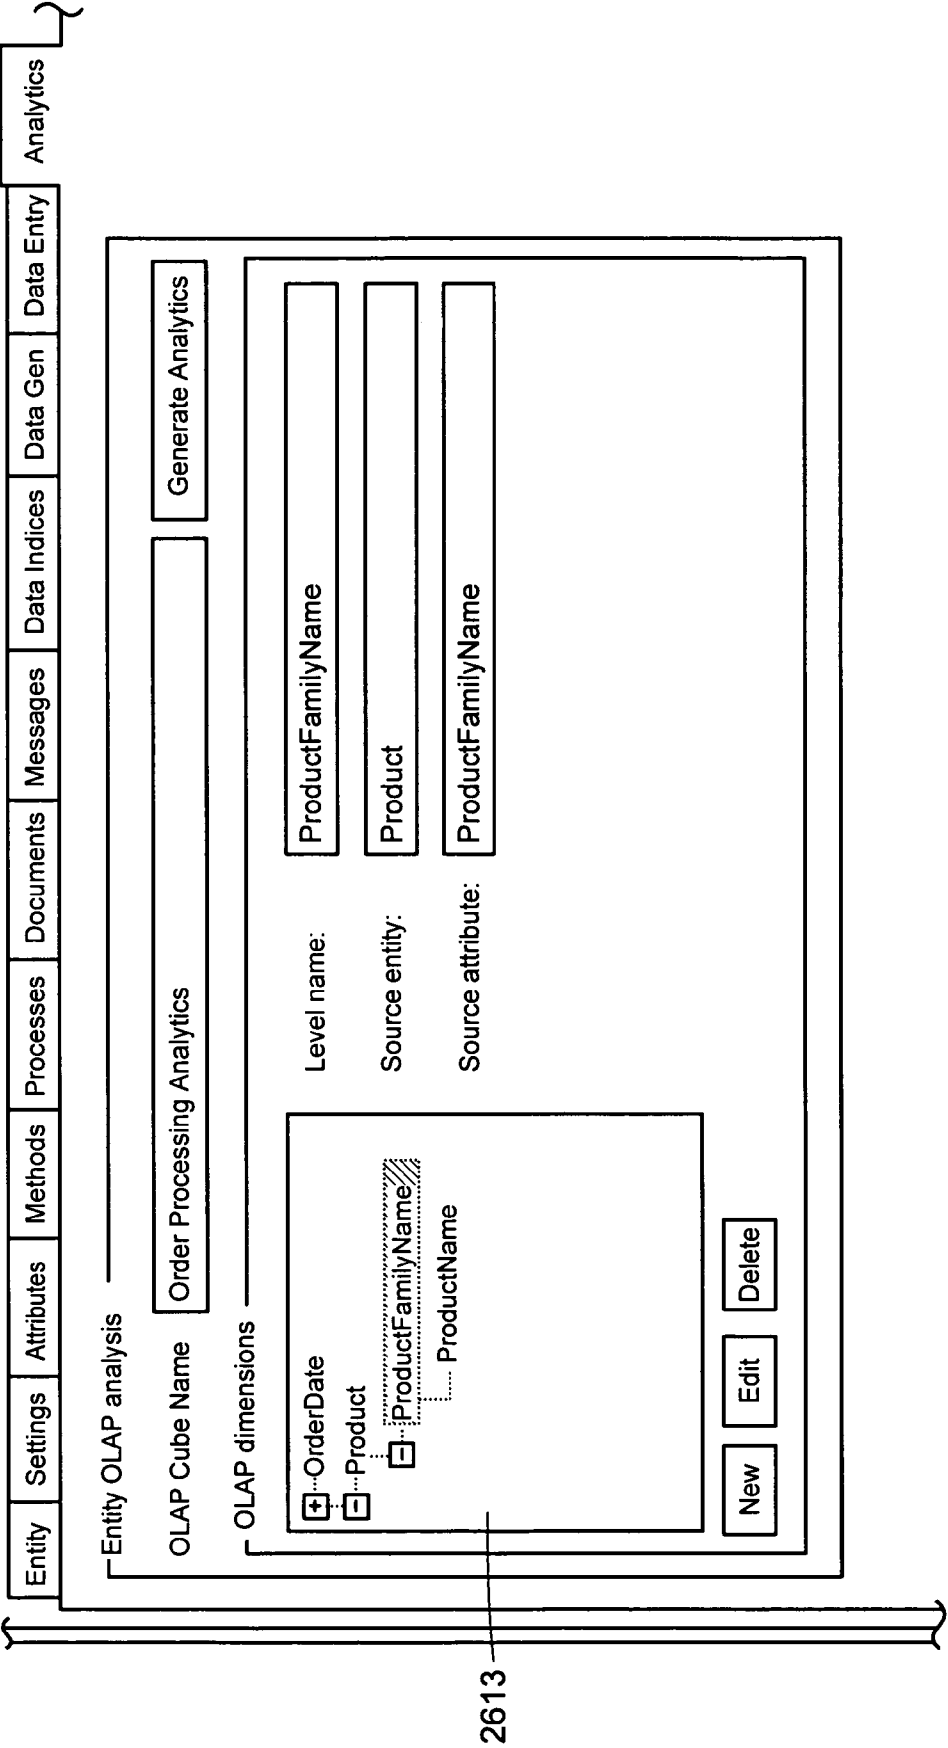 Entity Settings Attributes Methods Processes Documents Messages Data Indices Data Gen Data Entry Analytics
Entity OLAP analysis
OLAP Cube Name Order Processing Analytics Generate Analytics
OLAP dimensions
+ OrderDate
- Product
- ProductFamilyName
ProductName
Level name: ProductFamilyName
Source entity: Product
Source attribute: ProductFamilyName
New Edit Delete
2613